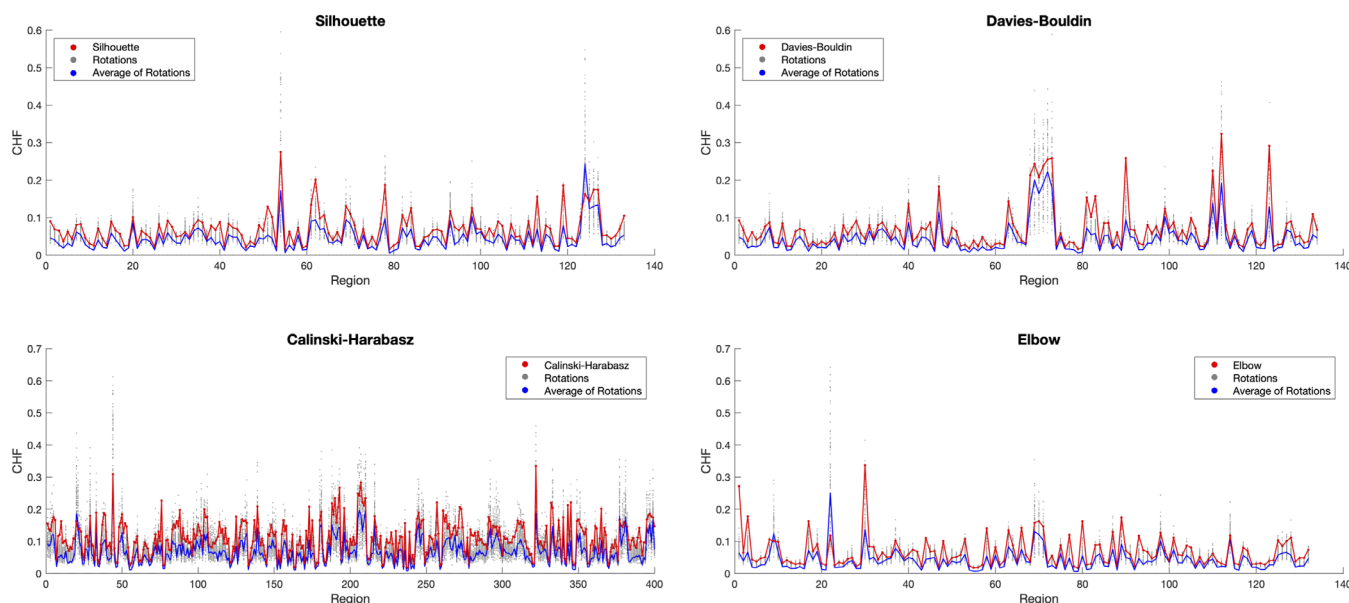 Silhouette
0.6
0.5
0.4
0.3
0.2
0.1
0
CHF
Silhouette
Rotations
Average of Rotations
0 20 40 60 80 100 120 140
Region
Davies-Bouldin
0.6
0.5
0.4
0.3
0.2
0.1
0
CHF
Davies-Bouldin
Rotations
Average of Rotations
0 20 40 60 80 100 120 140
Region
Calinski-Harabasz
0.7
0.6
0.5
0.4
0.3
0.2
0.1
0
CHF
Calinski-Harabasz
Rotations
Average of Rotations
0 50 100 150 200 250 300 350 400
Region
Elbow
0.7
0.6
0.5
0.4
0.3
0.2
0.1
0
CHF
Elbow
Rotations
Average of Rotations
0 20 40 60 80 100 120 140
Region